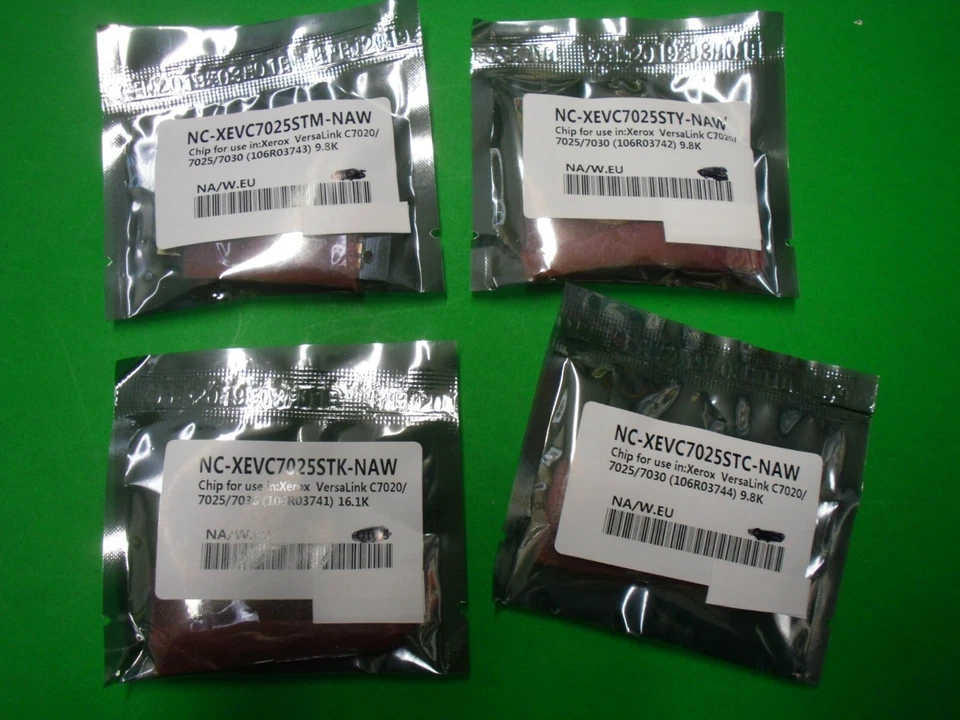 NC-XEVC7025STM-NAW
Chip for use in:Xerox VersaLink C7020/
7025/7030 (106R03743) 9.8K
NA/W.EU
NC-XEVC7025STY-NAW
Chip for use in:Xerox VersaLink C7020/
7025/7030 (106R03742) 9.8K
NA/W.EU
NC-XEVC7025STK-NAW
Chip for use in:Xerox VersaLink C7020/
7025/7030 (106R03741) 16.1K
NA/W.EU
NC-XEVC7025STC-NAW
Chip for use in:Xerox VersaLink C7020/
7025/7030 (106R03744) 9.8K
NA/W.EU